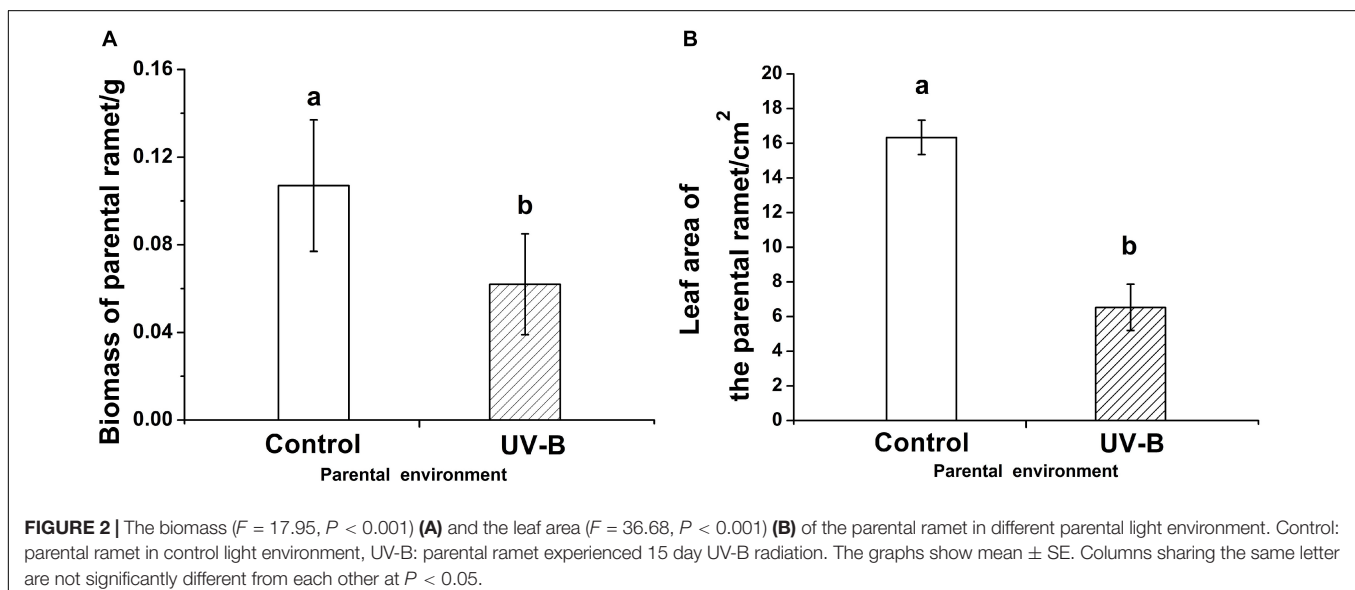 A
Biomass of parental ramet/g
0.16
0.12
0.08
0.04
0.00
a
b
Control
UV-B
Parental environment
B
Leaf area of
the parental ramet/cm²
20
18
16
14
12
10
8
6
4
2
0
a
b
Control
UV-B
Parental environment
FIGURE 2 | The biomass (F = 17.95, P < 0.001) (A) and the leaf area (F = 36.68, P < 0.001) (B) of the parental ramet in different parental light environment. Control:
parental ramet in control light environment, UV-B: parental ramet experienced 15 day UV-B radiation. The graphs show mean ± SE. Columns sharing the same letter
are not significantly different from each other at P < 0.05.